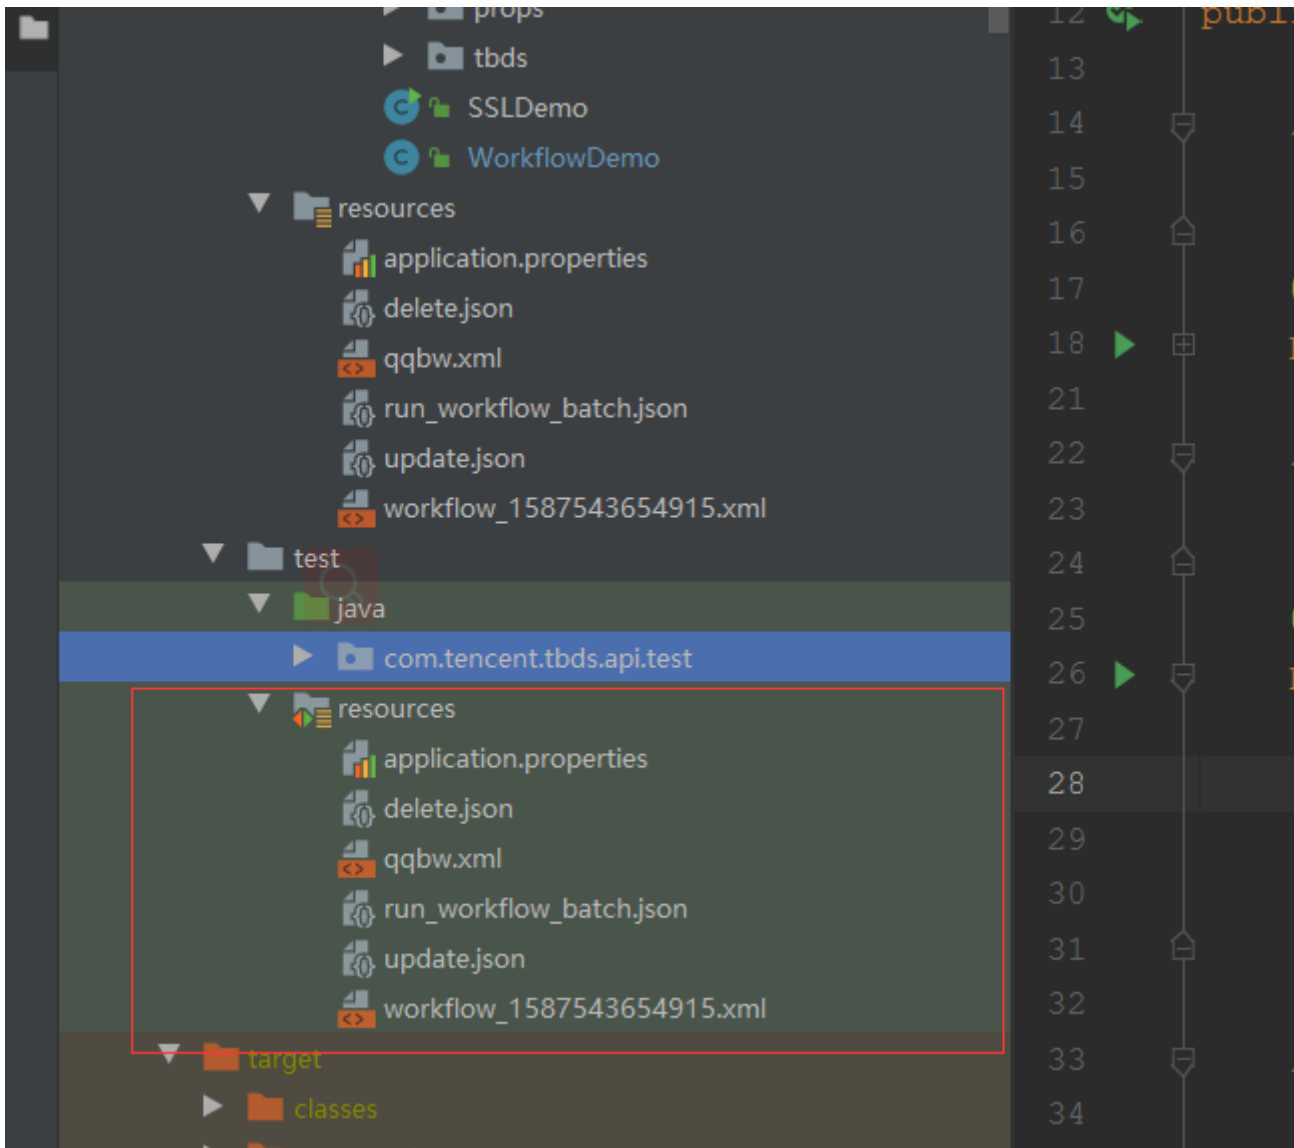 props
tbds
SSLDemo
WorkflowDemo
resources
application.properties
delete.json
qqbw.xml
run_workflow_batch.json
update.json
workflow_1587543654915.xml
test
java
com.tencent.tbds.api.test
resources
application.properties
delete.json
qqbw.xml
run_workflow_batch.json
update.json
workflow_1587543654915.xml
target
classes
12 publ
13
14
15
16
17
18
21
22
23
24
25
26
27
28
29
30
31
32
33
34